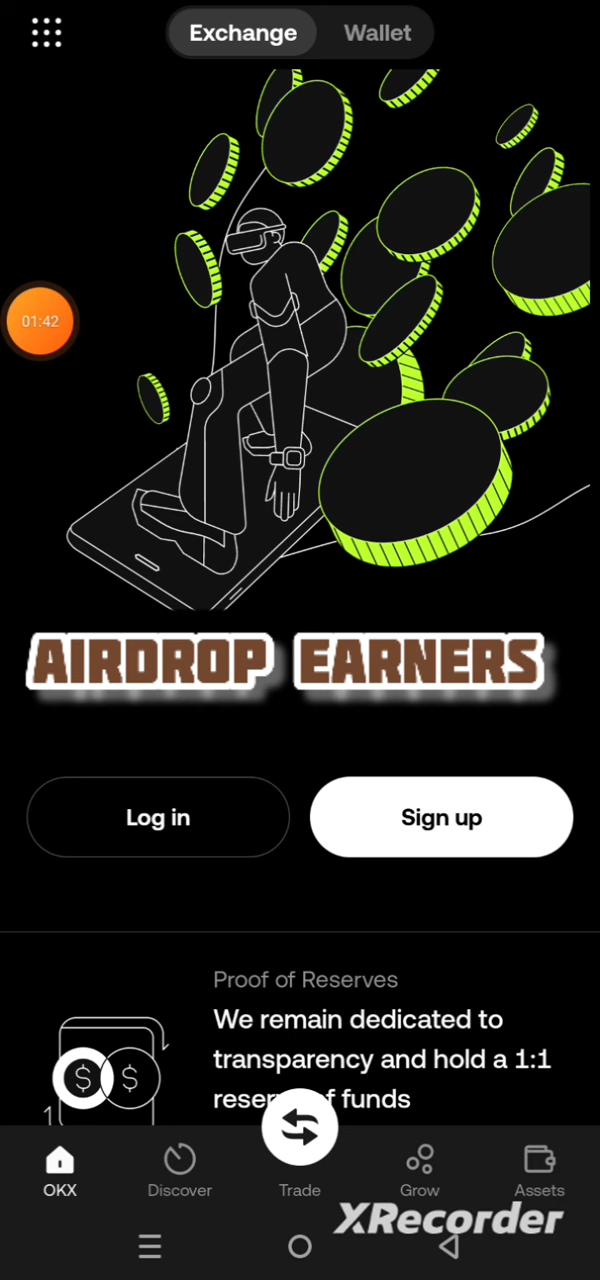 Exchange Wallet
01:42
AIRDROP EARNERS
Log in Sign up
Proof of Reserves
We remain dedicated to
transparency and hold a 1:1
of funds
$ $
1
OKX Discover Trade Grow Assets
XRecorder